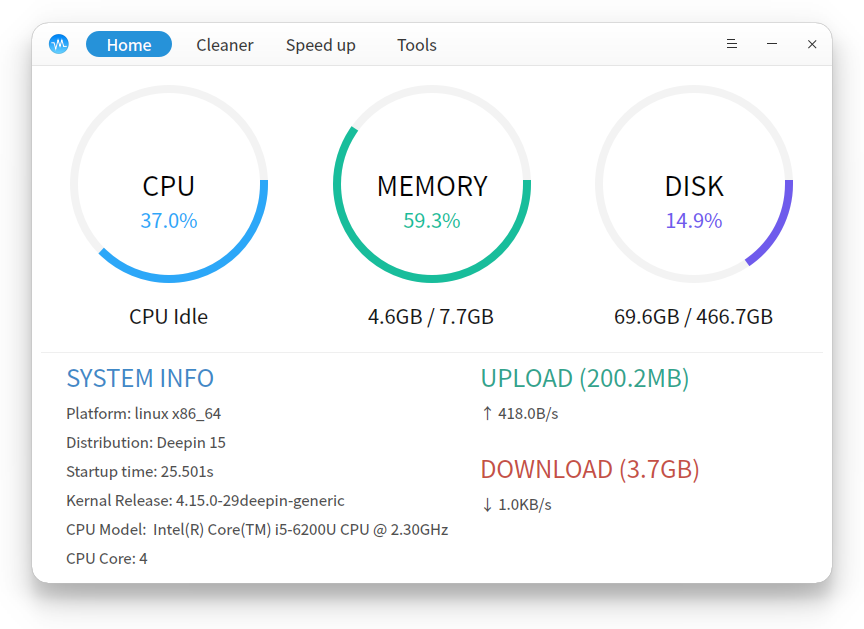 Home Cleaner Speed up Tools
CPU
37.0%
CPU Idle
MEMORY
59.3%
4.6GB / 7.7GB
DISK
14.9%
69.6GB / 466.7GB
SYSTEM INFO
Platform: linux x86_64
Distribution: Deepin 15
Startup time: 25.501s
Kernal Release: 4.15.0-29deepin-generic
CPU Model:  Intel(R) Core(TM) i5-6200U CPU @ 2.30GHz
CPU Core: 4
UPLOAD (200.2MB)
↑ 418.0B/s
DOWNLOAD (3.7GB)
↓ 1.0KB/s